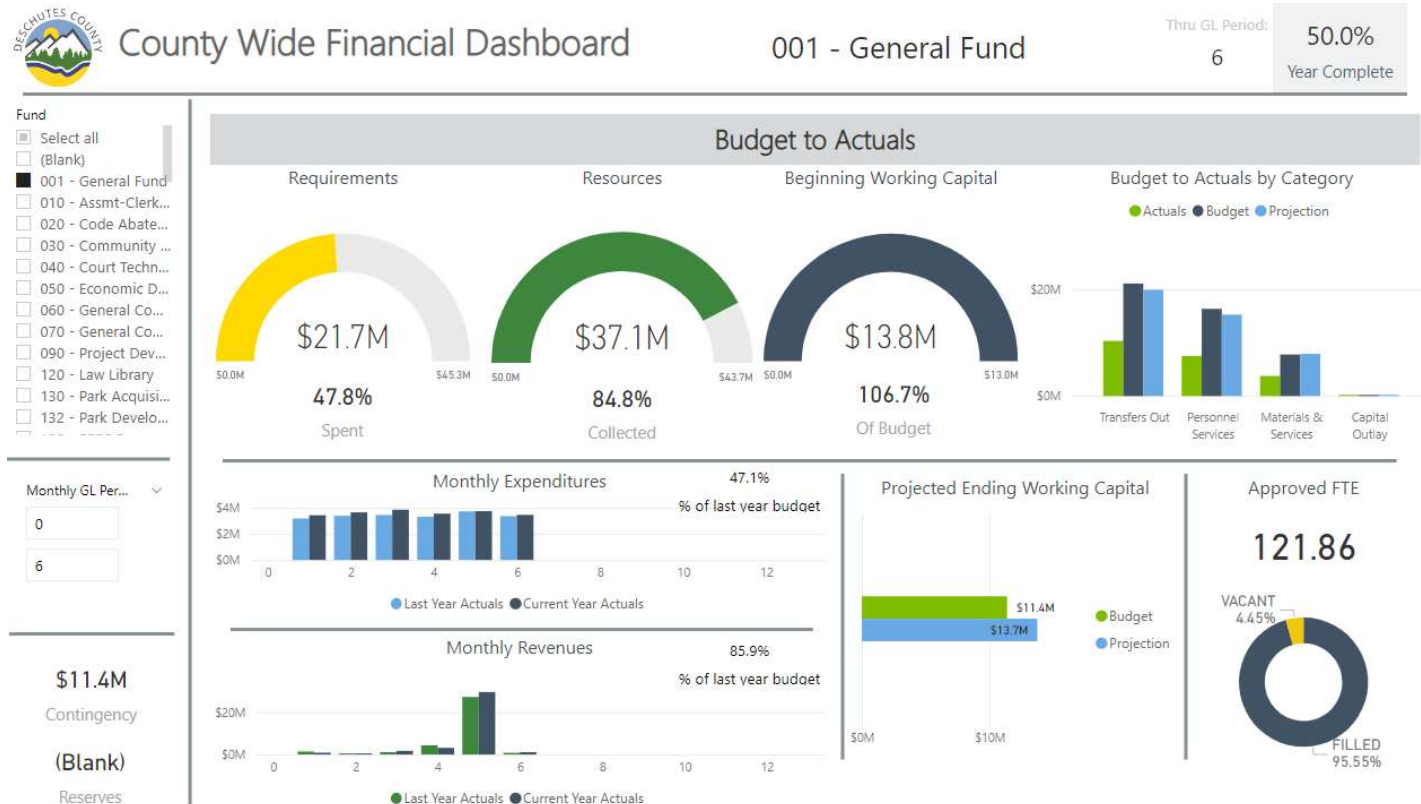 DESCHUTES COUNTY
County Wide Financial Dashboard
001 - General Fund
Thru GL Period:
6
50.0%
Year Complete
Fund
Select all
(Blank)
001 - General Fund
010 - Assmt-Clerk...
020 - Code Abate...
030 - Community ...
040 - Court Techn...
050 - Economic D...
060 - General Co...
070 - General Co...
090 - Project Dev...
120 - Law Library
130 - Park Acquisi...
132 - Park Develo...
Monthly GL Per...
0
6
$11.4M
Contingency
(Blank)
Reserves
Budget to Actuals
Requirements
$21.7M
$0.0M
$45.3M
47.8%
Spent
Resources
$37.1M
$0.0M
$43.7M
84.8%
Collected
Beginning Working Capital
$13.8M
$0.0M
$13.0M
106.7%
Of Budget
Budget to Actuals by Category
Actuals Budget Projection
$20M
$0M
Transfers Out
Personnel
Services
Materials &
Services
Capital
Outlay
Monthly Expenditures
47.1%
% of last year budget
$4M
$2M
$0M
0 2 4 6 8 10 12
Last Year Actuals Current Year Actuals
Monthly Revenues
85.9%
% of last year budget
$20M
$0M
0 2 4 6 8 10 12
Last Year Actuals Current Year Actuals
Projected Ending Working Capital
$11.4M
$13.7M
Budget
Projection
$0M $10M
Approved FTE
121.86
VACANT
4.45%
FILLED
95.55%